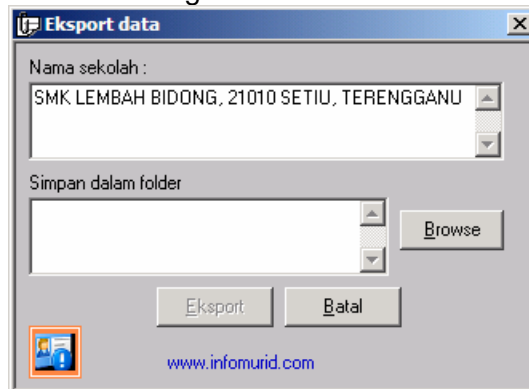 Eksport data
Nama sekolah :
SMK LEMBAH BIDONG, 21010 SETIU, TERENGGANU
Simpan dalam folder
Browse
Eksport
Batal
www.infomurid.com